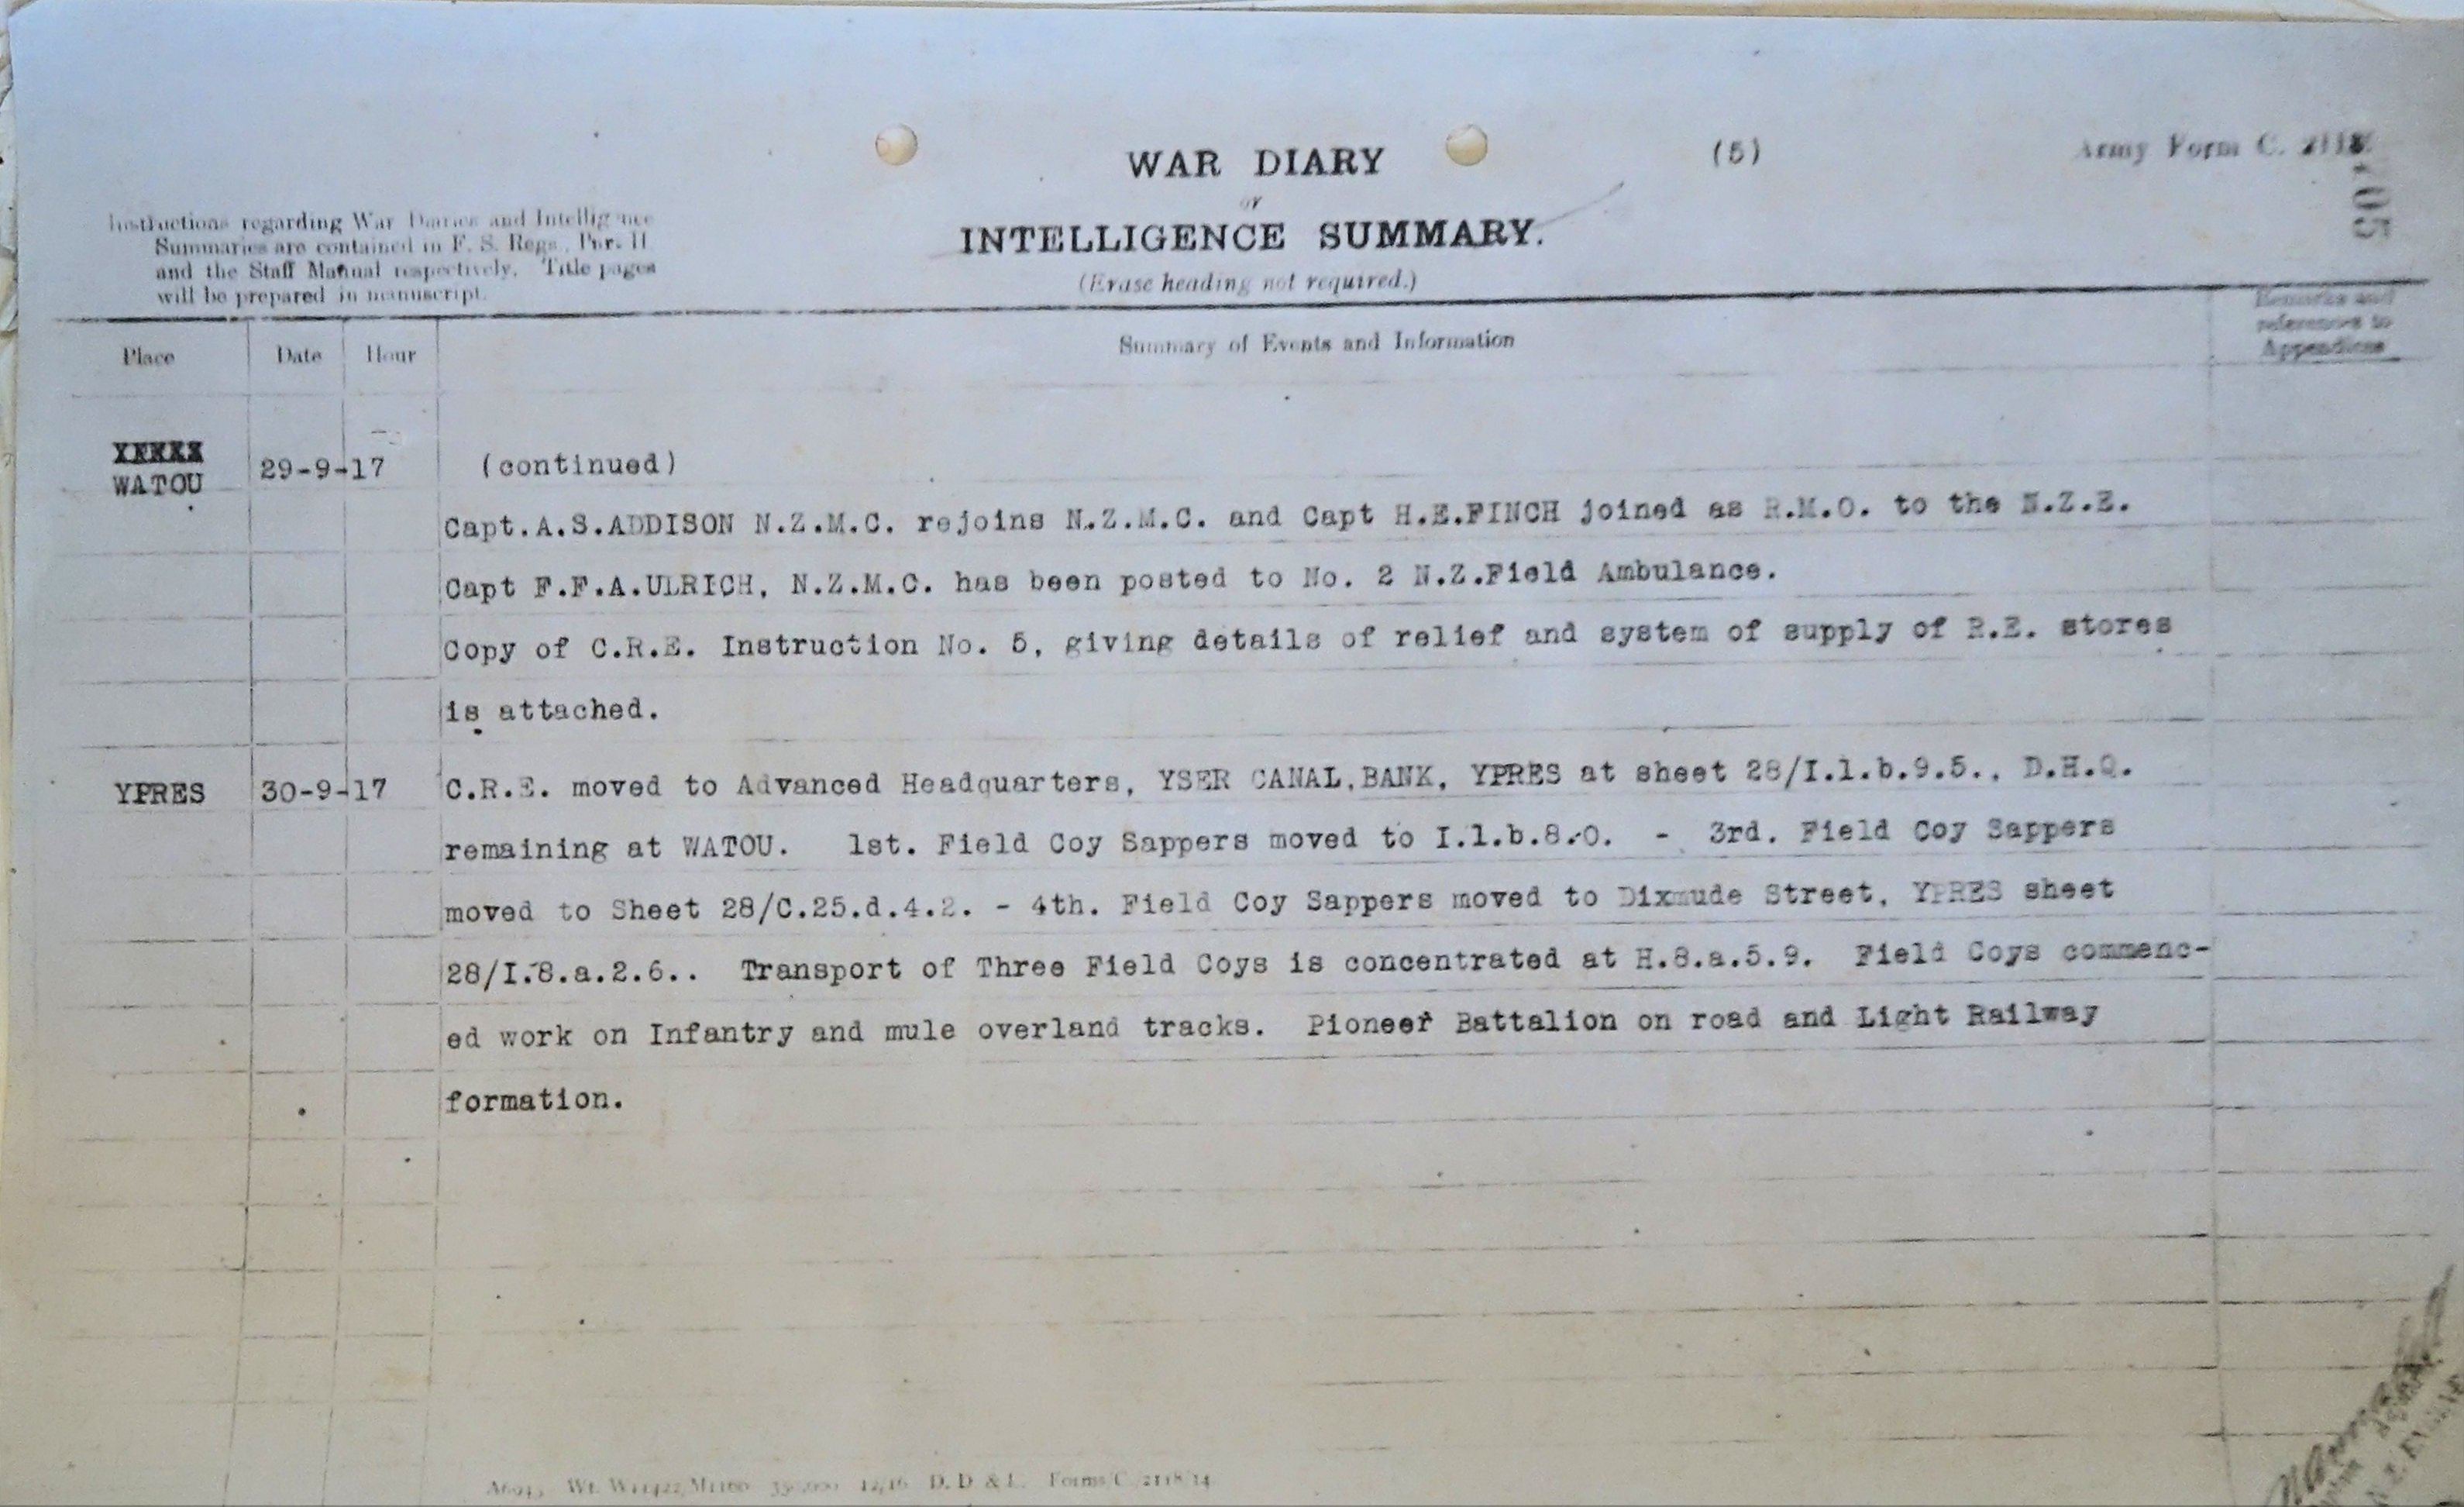 WAR DIARY
or
INTELLIGENCE SUMMARY.
(Erase heading not required.)
(5)
Army Form C. 2118.
Instructions regarding War Diaries and Intelligence
Summaries are contained in F. S. Regs., Par. II
and the Staff Manual respectively. Title pages
will be prepared in manuscript.
Place Date Hour Summary of Events and Information Remarks and
references to
Appendices
WATOU 29-9-17 (continued)
Capt.A.S.ADDISON N.Z.M.C. rejoins N.Z.M.C. and Capt H.E.FINCH joined as R.M.O. to the N.Z.E.
Capt F.F.A.ULRICH, N.Z.M.C. has been posted to No. 2 N.Z.Field Ambulance.
Copy of C.R.E. Instruction No. 5, giving details of relief and system of supply of R.E. stores
is attached.
YPRES 30-9-17 C.R.E. moved to Advanced Headquarters, YSER CANAL,BANK, YPRES at sheet 28/I.1.b.9.5., D.H.Q.
remaining at WATOU. 1st. Field Coy Sappers moved to I.1.b.8.0. - 3rd. Field Coy Sappers
moved to Sheet 28/C.25.d.4.2. - 4th. Field Coy Sappers moved to Dixmude Street, YPRES sheet
28/I.8.a.2.6.. Transport of Three Field Coys is concentrated at H.8.a.5.9. Field Coys commenc-
ed work on Infantry and mule overland tracks. Pioneer Battalion on road and Light Railway
formation.
12/16 D. D & L. Forms/C 2118/14